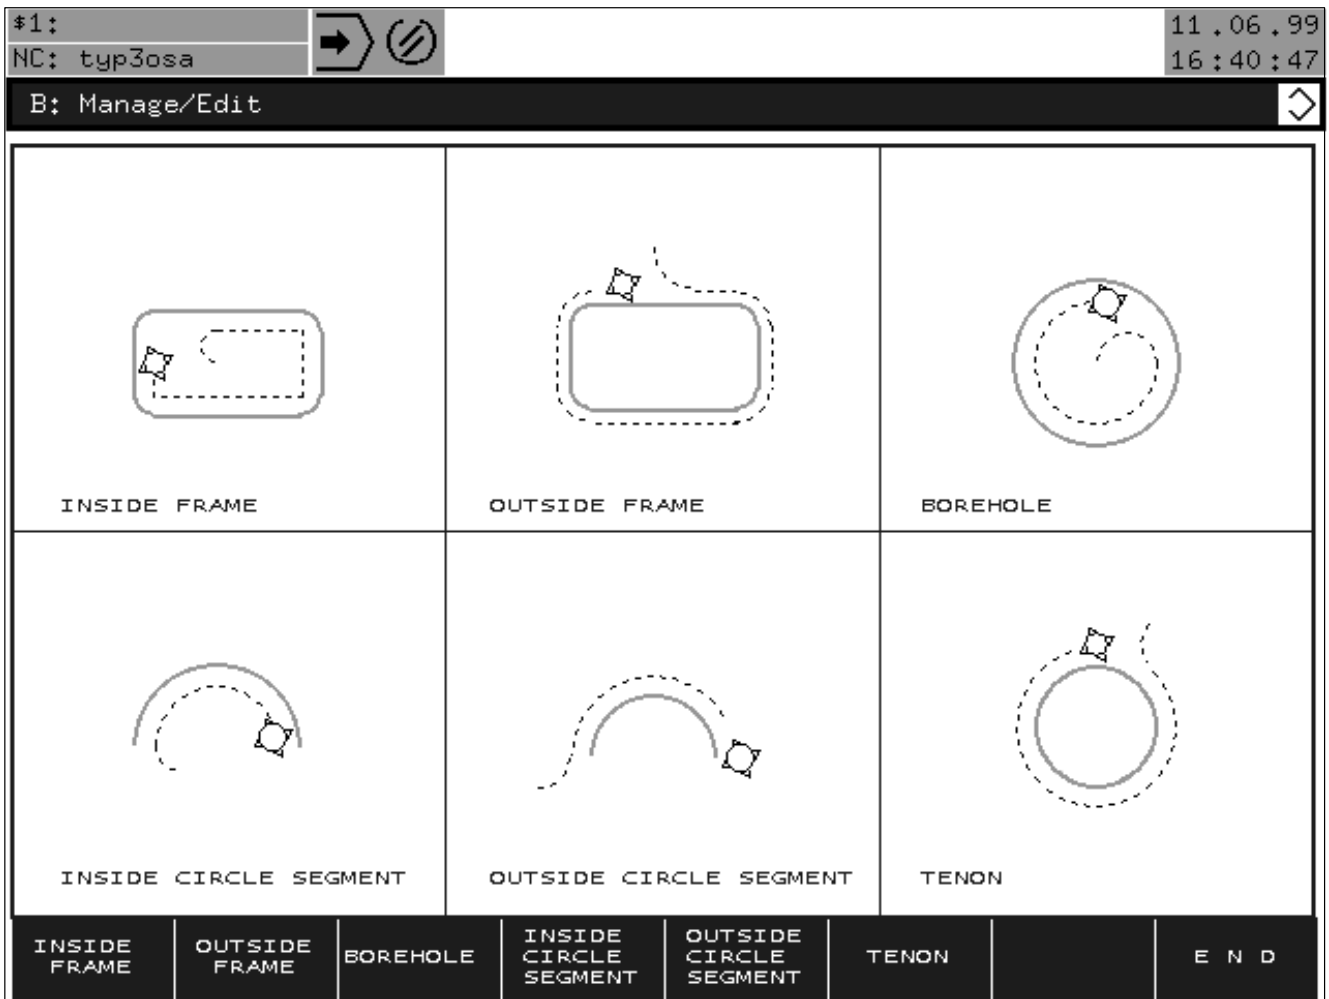 $1:
NC: typ3osa
11.06.99
16:40:47
B: Manage/Edit
INSIDE FRAME
OUTSIDE FRAME
BOREHOLE
INSIDE CIRCLE SEGMENT
OUTSIDE CIRCLE SEGMENT
TENON
INSIDE
FRAME
OUTSIDE
FRAME
BOREHOLE
INSIDE
CIRCLE
SEGMENT
OUTSIDE
CIRCLE
SEGMENT
TENON
E N D